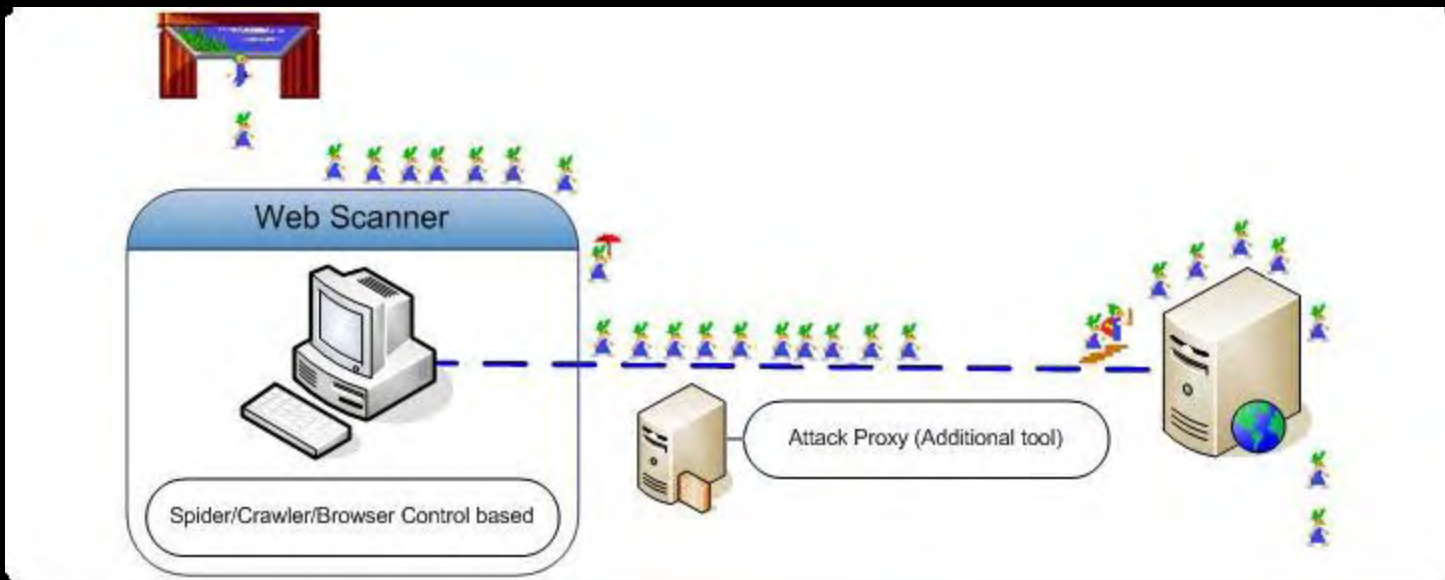 Web Scanner
Attack Proxy (Additional tool)
Spider/Crawler/Browser Control based